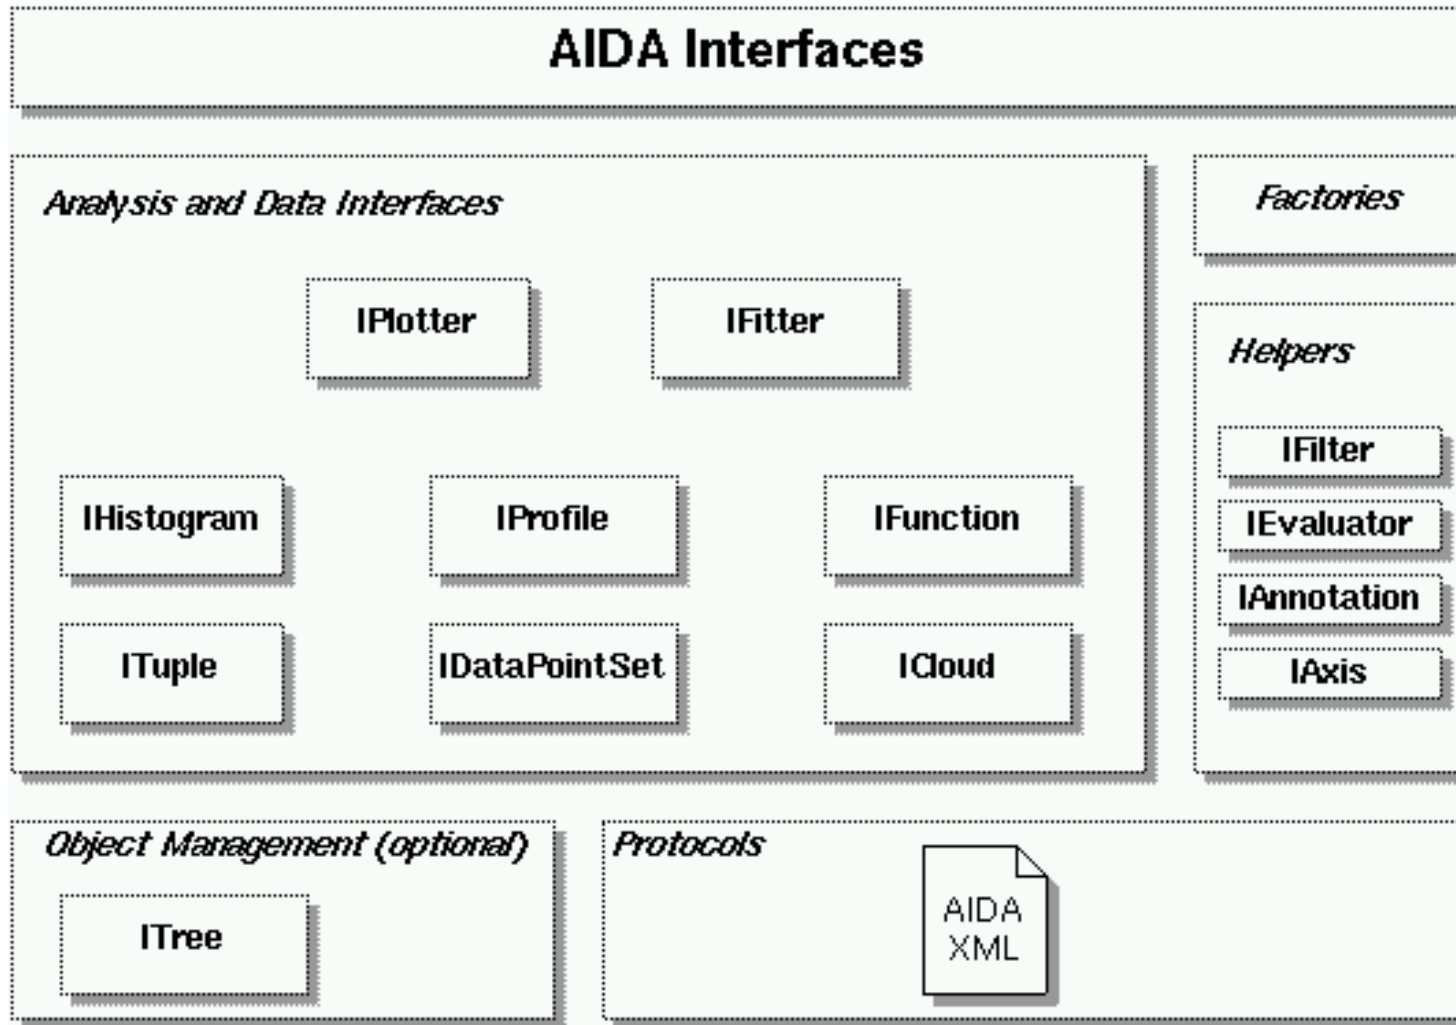 AIDA Interfaces
Analysis and Data Interfaces
IPlotter
IFitter
IHistogram
IProfile
IFunction
ITuple
IDataPointSet
ICloud
Factories
Helpers
IFilter
IEvaluator
IAnnotation
IAxis
Object Management (optional)
ITree
Protocols
AIDA
XML